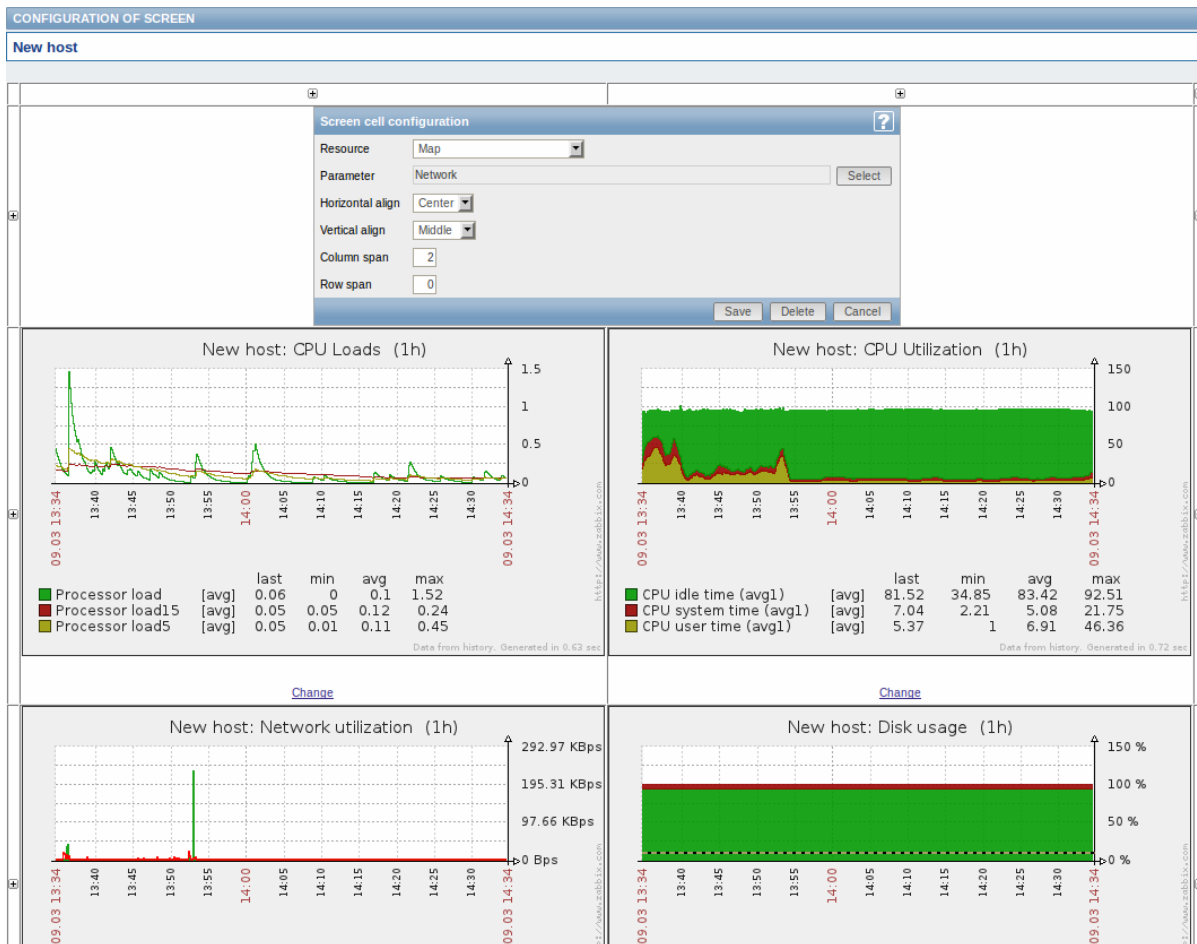 CONFIGURATION OF SCREEN
New host
Screen cell configuration ?
Resource Map
Parameter Network Select
Horizontal align Center
Vertical align Middle
Column span 2
Row span 0
Save Delete Cancel
New host: CPU Loads (1h)
1.5
1
0.5
0
09.03 13:34 13:40 13:45 13:50 13:55 14:00 14:05 14:10 14:15 14:20 14:25 14:30 09.03 14:34
http://www.zabbix.com
last min avg max
Processor load [avg] 0.06 0 0.1 1.52
Processor load15 [avg] 0.05 0.05 0.12 0.24
Processor load5 [avg] 0.05 0.01 0.11 0.45
Data from history. Generated in 0.63 sec
New host: CPU Utilization (1h)
150
100
50
0
09.03 13:34 13:40 13:45 13:50 13:55 14:00 14:05 14:10 14:15 14:20 14:25 14:30 09.03 14:34
http://www.zabbix.com
last min avg max
CPU idle time (avg1) [avg] 81.52 34.85 83.42 92.51
CPU system time (avg1) [avg] 7.04 2.21 5.08 21.75
CPU user time (avg1) [avg] 5.37 1 6.91 46.36
Data from history. Generated in 0.72 sec
Change
Change
New host: Network utilization (1h)
292.97 KBps
195.31 KBps
97.66 KBps
0 Bps
09.03 13:34 13:40 13:45 13:50 13:55 14:00 14:05 14:10 14:15 14:20 14:25 14:30 09.03 14:34
://www.zabbix.com
New host: Disk usage (1h)
150 %
100 %
50 %
0 %
09.03 13:34 13:40 13:45 13:50 13:55 14:00 14:05 14:10 14:15 14:20 14:25 14:30 09.03 14:34
://www.zabbix.com